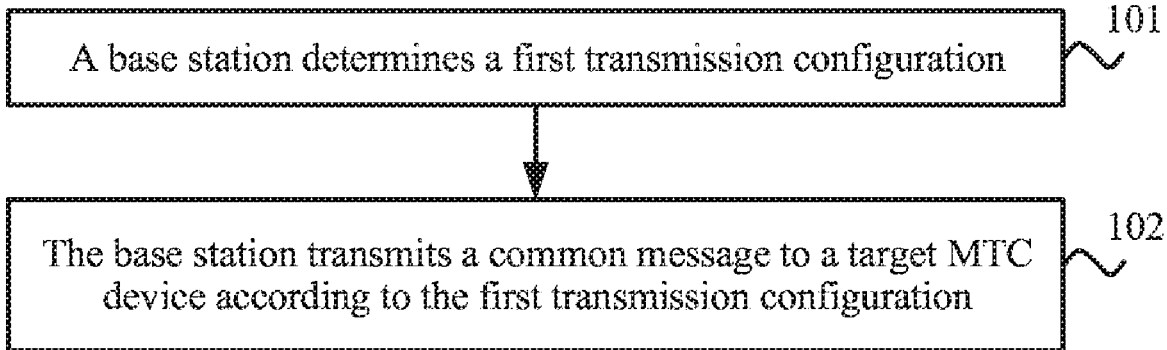 101
A base station determines a first transmission configuration
102
The base station transmits a common message to a target MTC
device according to the first transmission configuration